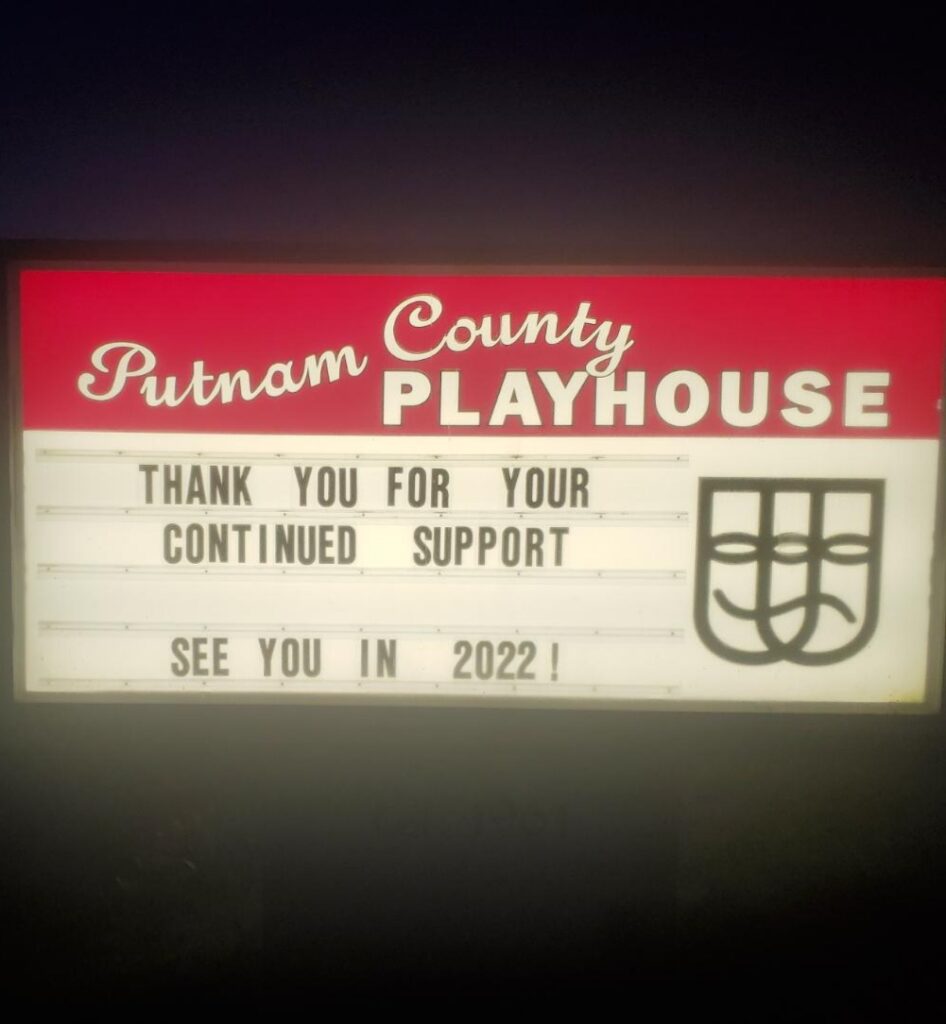 Putnam County
PLAYHOUSE
THANK YOU FOR YOUR
CONTINUED SUPPORT
SEE YOU IN 2022!